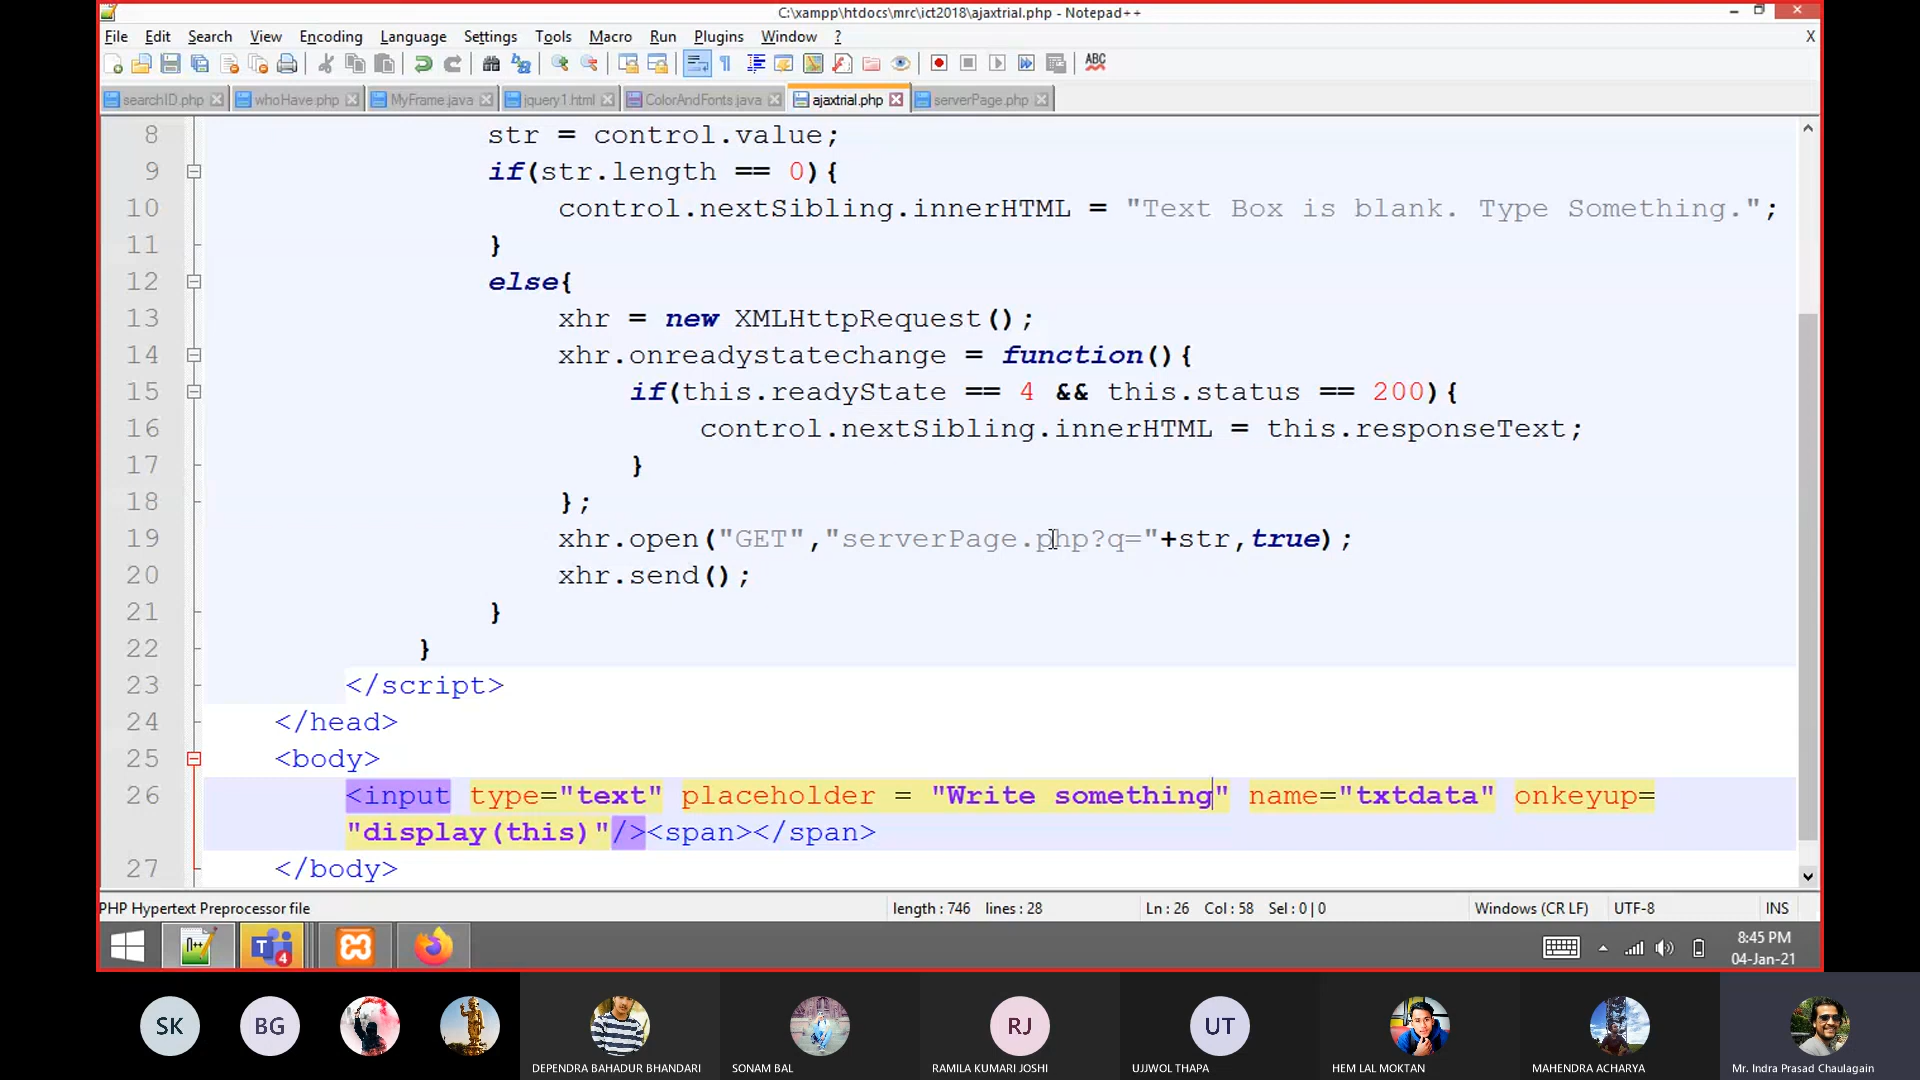 C:\xampp\htdocs\mrc\ict2018\ajaxtrial.php - Notepad++
File Edit Search View Encoding Language Settings Tools Macro Run Plugins Window ? X
ABC
searchID.php whoHave.php MyFrame.java jquery1.html ColorAndFonts.java ajaxtrial.php serverPage.php
8 str = control.value;
9 if(str.length == 0){
10 control.nextSibling.innerHTML = "Text Box is blank. Type Something.";
11 }
12 else{
13 xhr = new XMLHttpRequest();
14 xhr.onreadystatechange = function(){
15 if(this.readyState == 4 && this.status == 200){
16 control.nextSibling.innerHTML = this.responseText;
17 }
18 };
19 xhr.open("GET","serverPage.php?q="+str,true);
20 xhr.send();
21 }
22 }
23 </script>
24 </head>
25 <body>
26 <input type="text" placeholder = "Write something" name="txtdata" onkeyup=
"display(this)"/><span></span>
27 </body>
PHP Hypertext Preprocessor file length : 746 lines : 28 Ln : 26 Col : 58 Sel : 0 | 0 Windows (CR LF) UTF-8 INS
8:45 PM
04-Jan-21
N++ T 4
SK BG RJ UT
DEPENDRA BAHADUR BHANDARI SONAM BAL RAMILA KUMARI JOSHI UJJWOL THAPA HEM LAL MOKTAN MAHENDRA ACHARYA Mr. Indra Prasad Chaulagain